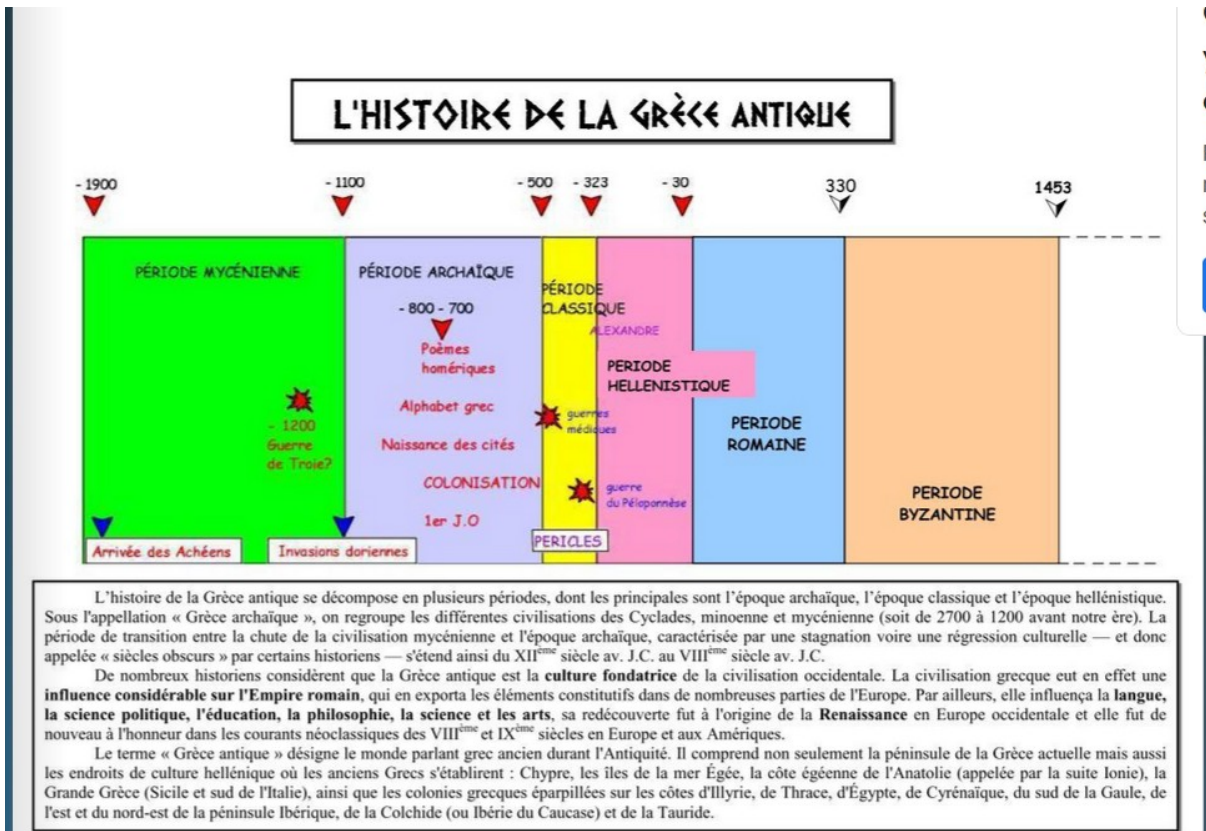 L'HISTOIRE DE LA GRÈCE ANTIQUE
- 1900
- 1100
- 500
- 323
- 30
330
1453
PÉRIODE MYCÉNIENNE
- 1200
Guerre
de Troie?
Arrivée des Achéens
Invasions doriennes
PÉRIODE ARCHAÏQUE
- 800 - 700
Poèmes
homériques
Alphabet grec
Naissance des cités
COLONISATION
1er J.O
PÉRIODE
CLASSIQUE
ALEXANDRE
guerres
médiques
guerre
du Péloponnèse
PERICLES
PERIODE
HELLENISTIQUE
PERIODE
ROMAINE
PERIODE
BYZANTINE
L'histoire de la Grèce antique se décompose en plusieurs périodes, dont les principales sont l'époque archaïque, l'époque classique et l'époque hellénistique.
Sous l'appellation « Grèce archaïque », on regroupe les différentes civilisations des Cyclades, minoenne et mycénienne (soit de 2700 à 1200 avant notre ère). La
période de transition entre la chute de la civilisation mycénienne et l'époque archaïque, caractérisée par une stagnation voire une régression culturelle — et donc
appelée « siècles obscurs » par certains historiens — s'étend ainsi du XIIème siècle av. J.C. au VIIIème siècle av. J.C.
De nombreux historiens considèrent que la Grèce antique est la culture fondatrice de la civilisation occidentale. La civilisation grecque eut en effet une
influence considérable sur l'Empire romain, qui en exporta les éléments constitutifs dans de nombreuses parties de l'Europe. Par ailleurs, elle influença la langue,
la science politique, l'éducation, la philosophie, la science et les arts, sa redécouverte fut à l'origine de la Renaissance en Europe occidentale et elle fut de
nouveau à l'honneur dans les courants néoclassiques des VIIIème et IXème siècles en Europe et aux Amériques.
Le terme « Grèce antique » désigne le monde parlant grec ancien durant l'Antiquité. Il comprend non seulement la péninsule de la Grèce actuelle mais aussi
les endroits de culture hellénique où les anciens Grecs s'établirent : Chypre, les îles de la mer Égée, la côte égéenne de l'Anatolie (appelée par la suite Ionie), la
Grande Grèce (Sicile et sud de l'Italie), ainsi que les colonies grecques éparpillées sur les côtes d'Illyrie, de Thrace, d'Égypte, de Cyrénaïque, du sud de la Gaule, de
l'est et du nord-est de la péninsule Ibérique, de la Colchide (ou Ibérie du Caucase) et de la Tauride.